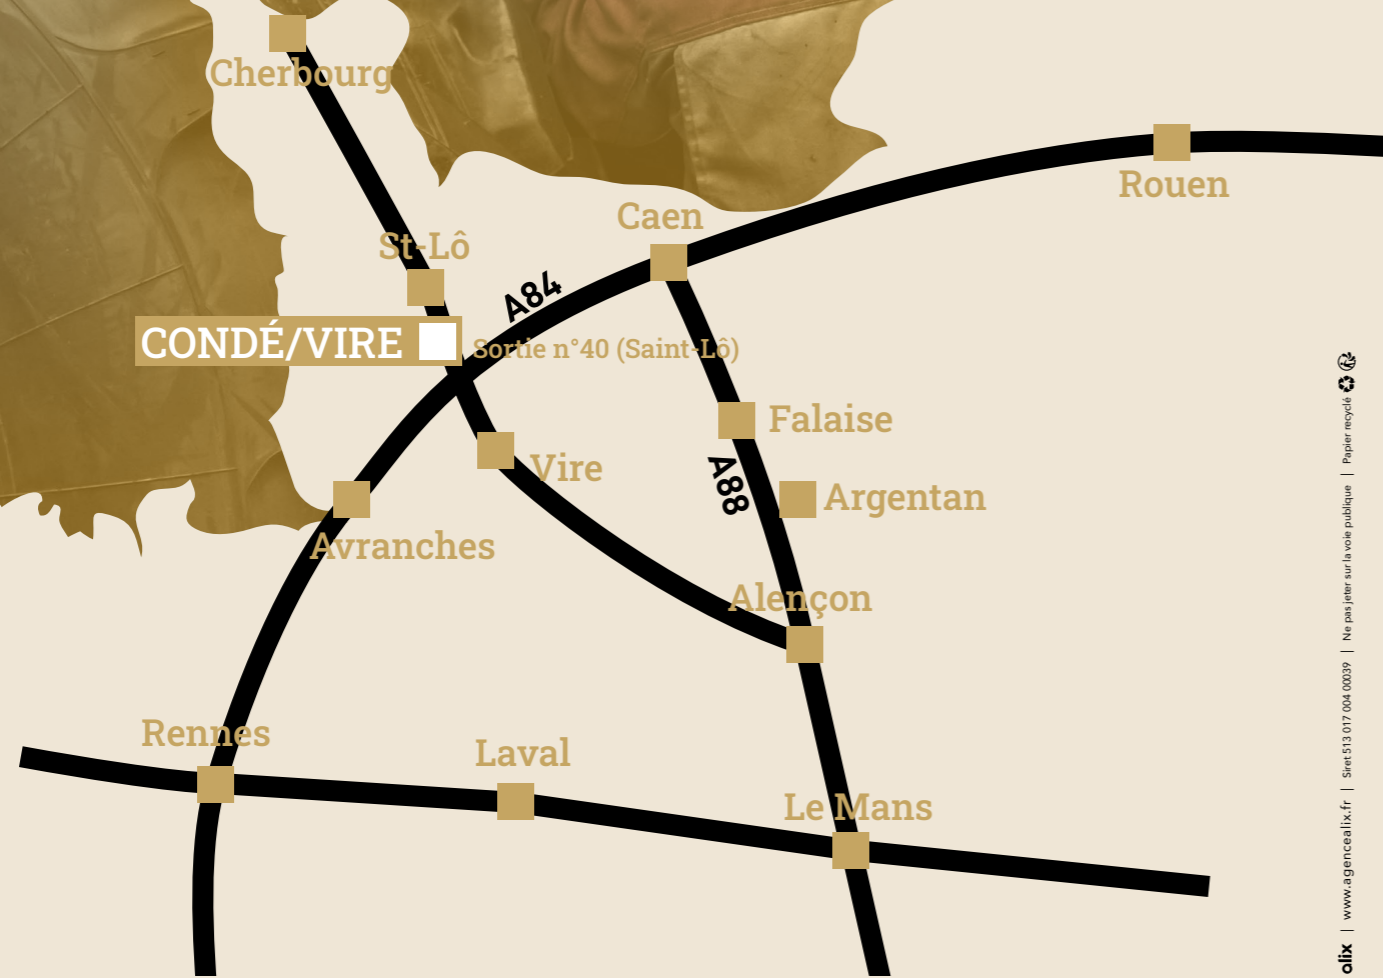 Cherbourg
Rouen
Caen
St-Lô
A84
CONDÉ/VIRE
Sortie n°40 (Saint-Lô)
Falaise
Vire
A88
Argentan
Avranches
Alençon
Rennes
Laval
Le Mans
alix | www.agencealix.fr | Siret 513 017 004 00039 | Ne pas jeter sur la voie publique | Papier recyclé